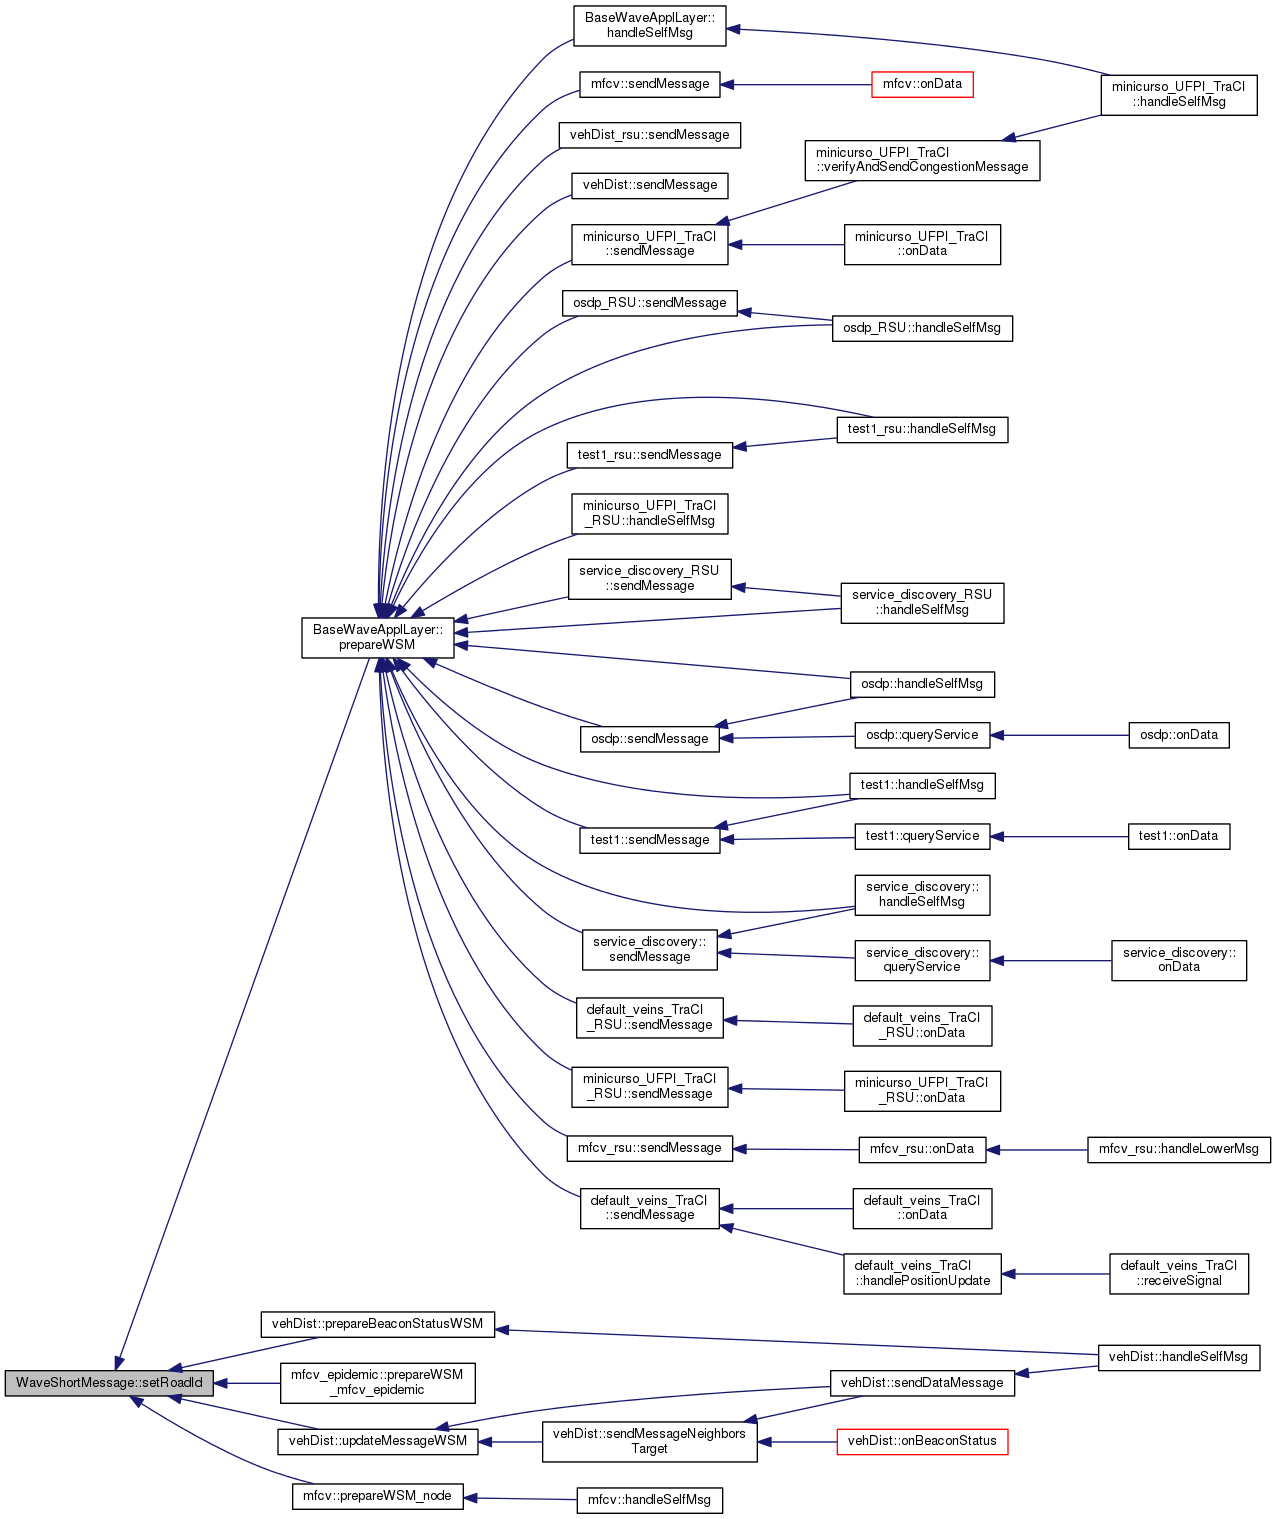 BaseWaveApplLayer::
handleSelfMsg
mfcv::sendMessage
mfcv::onData
minicurso_UFPI_TraCI
::handleSelfMsg
vehDist_rsu::sendMessage
minicurso_UFPI_TraCI
::verifyAndSendCongestionMessage
vehDist::sendMessage
minicurso_UFPI_TraCI
::sendMessage
minicurso_UFPI_TraCI
::onData
osdp_RSU::sendMessage
osdp_RSU::handleSelfMsg
test1_rsu::handleSelfMsg
test1_rsu::sendMessage
minicurso_UFPI_TraCI
_RSU::handleSelfMsg
service_discovery_RSU
::sendMessage
service_discovery_RSU
::handleSelfMsg
BaseWaveApplLayer::
prepareWSM
osdp::handleSelfMsg
osdp::sendMessage
osdp::queryService
osdp::onData
test1::handleSelfMsg
test1::sendMessage
test1::queryService
test1::onData
service_discovery::
handleSelfMsg
service_discovery::
sendMessage
service_discovery::
queryService
service_discovery::
onData
default_veins_TraCI
_RSU::sendMessage
default_veins_TraCI
_RSU::onData
minicurso_UFPI_TraCI
_RSU::sendMessage
minicurso_UFPI_TraCI
_RSU::onData
mfcv_rsu::sendMessage
mfcv_rsu::onData
mfcv_rsu::handleLowerMsg
default_veins_TraCI
::sendMessage
default_veins_TraCI
::onData
default_veins_TraCI
::handlePositionUpdate
default_veins_TraCI
::receiveSignal
vehDist::prepareBeaconStatusWSM
vehDist::handleSelfMsg
WaveShortMessage::setRoadId
mfcv_epidemic::prepareWSM
_mfcv_epidemic
vehDist::sendDataMessage
vehDist::updateMessageWSM
vehDist::sendMessageNeighbors
Target
vehDist::onBeaconStatus
mfcv::prepareWSM_node
mfcv::handleSelfMsg